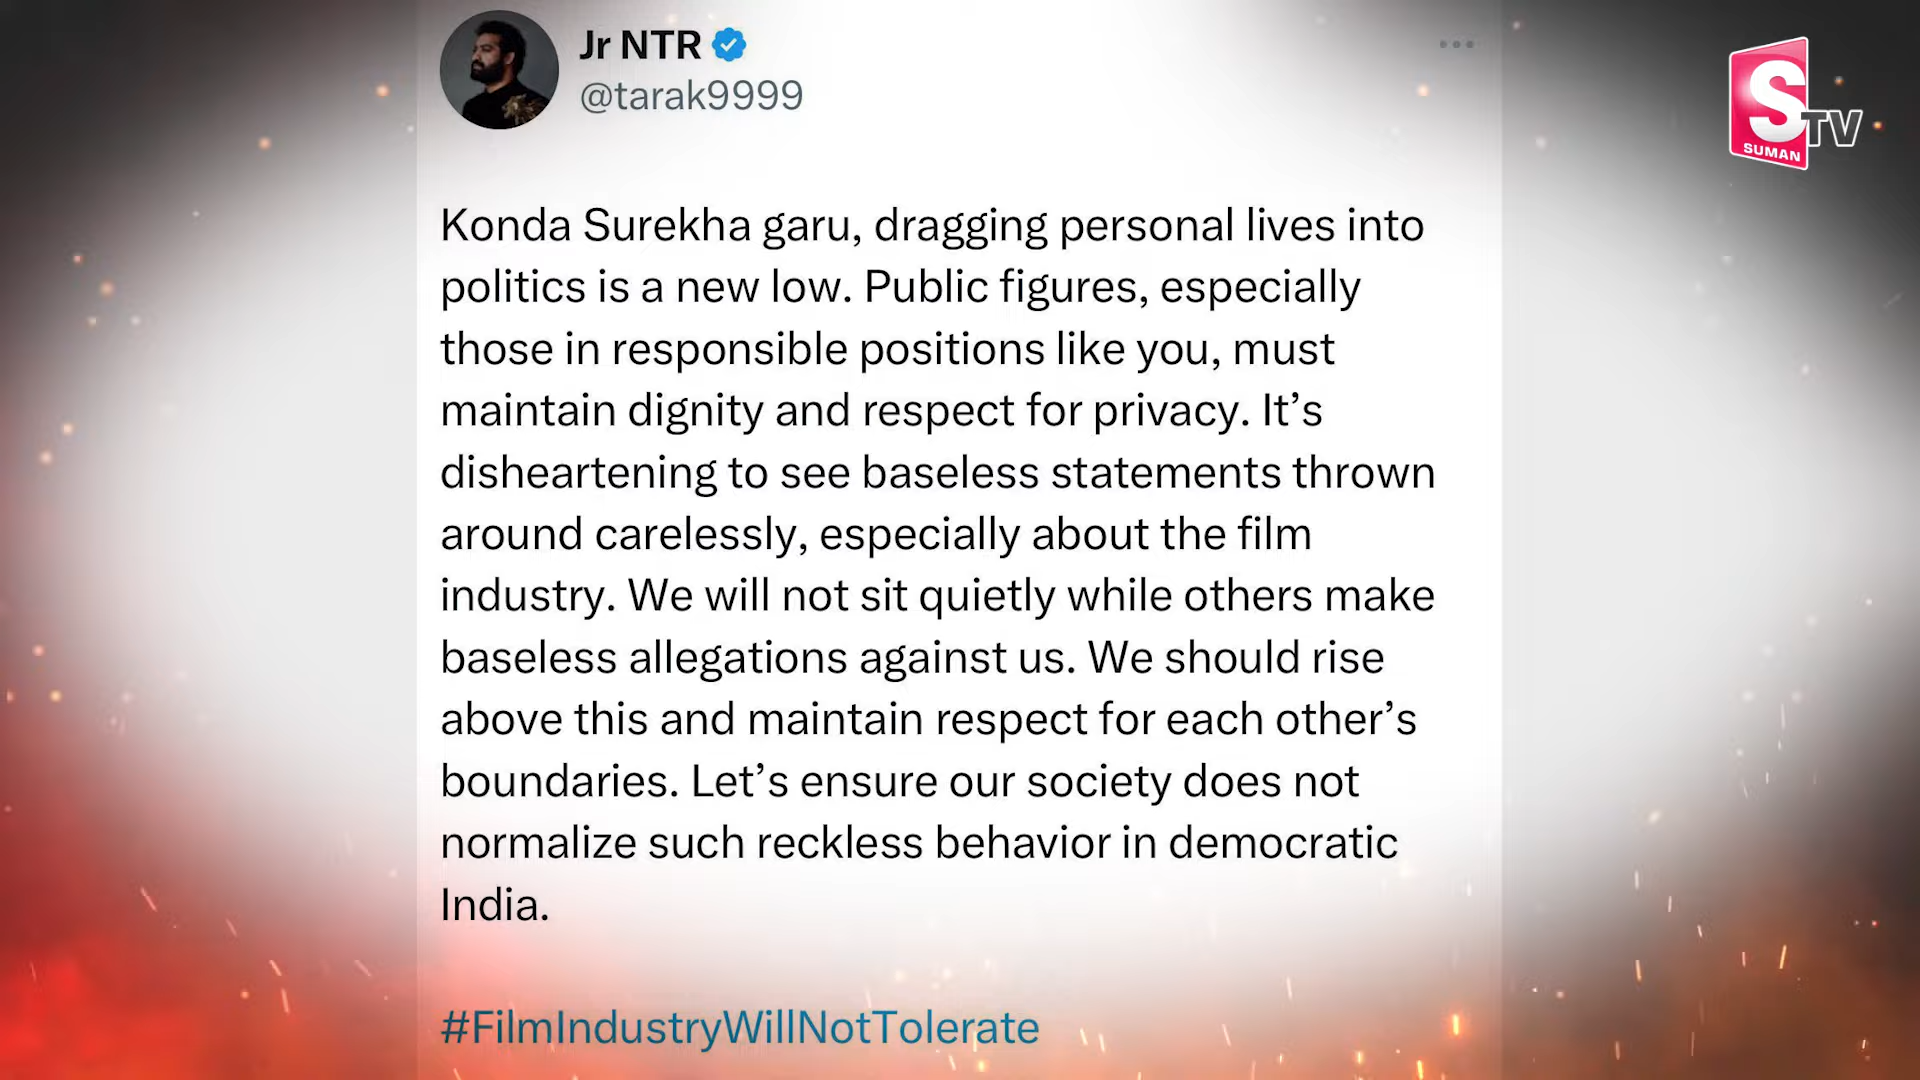 Jr NTR
@tarak9999
S
TV
SUMAN
Konda Surekha garu, dragging personal lives into
politics is a new low. Public figures, especially
those in responsible positions like you, must
maintain dignity and respect for privacy. It’s
disheartening to see baseless statements thrown
around carelessly, especially about the film
industry. We will not sit quietly while others make
baseless allegations against us. We should rise
above this and maintain respect for each other’s
boundaries. Let’s ensure our society does not
normalize such reckless behavior in democratic
India.
#FilmIndustryWillNotTolerate